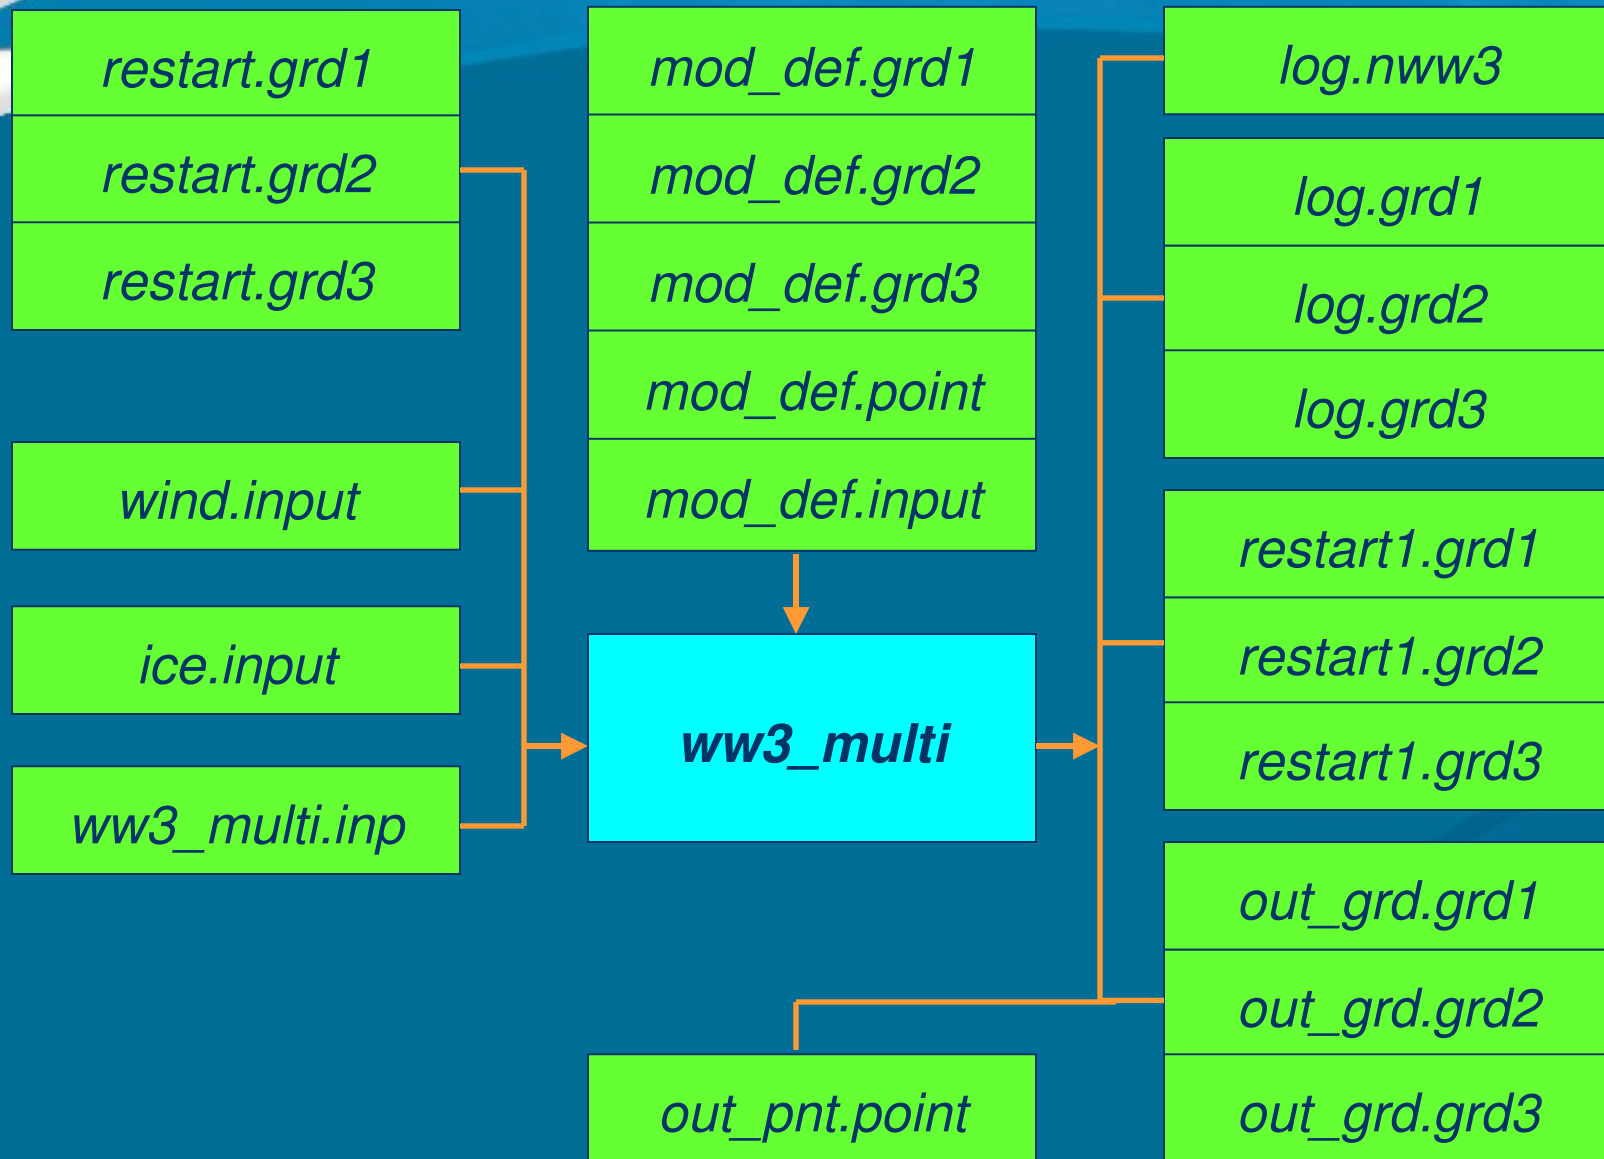 restart.grd1
restart.grd2
restart.grd3
wind.input
ice.input
ww3_multi.inp
mod_def.grd1
mod_def.grd2
mod_def.grd3
mod_def.point
mod_def.input
ww3_multi
out_pnt.point
log.nww3
log.grd1
log.grd2
log.grd3
restart1.grd1
restart1.grd2
restart1.grd3
out_grd.grd1
out_grd.grd2
out_grd.grd3